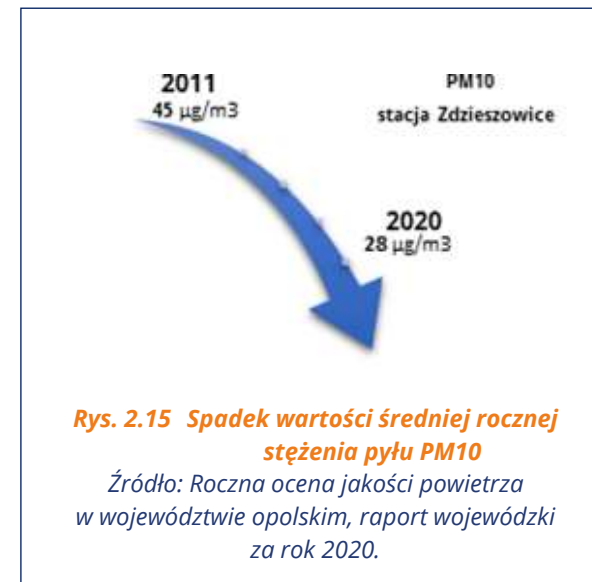 2011
45 µg/m3
PM10
stacja Zdzieszowice
2020
28 µg/m3
Rys. 2.15 Spadek wartości średniej rocznej
stężenia pyłu PM10
Źródło: Roczna ocena jakości powietrza
w województwie opolskim, raport wojewódzki
za rok 2020.